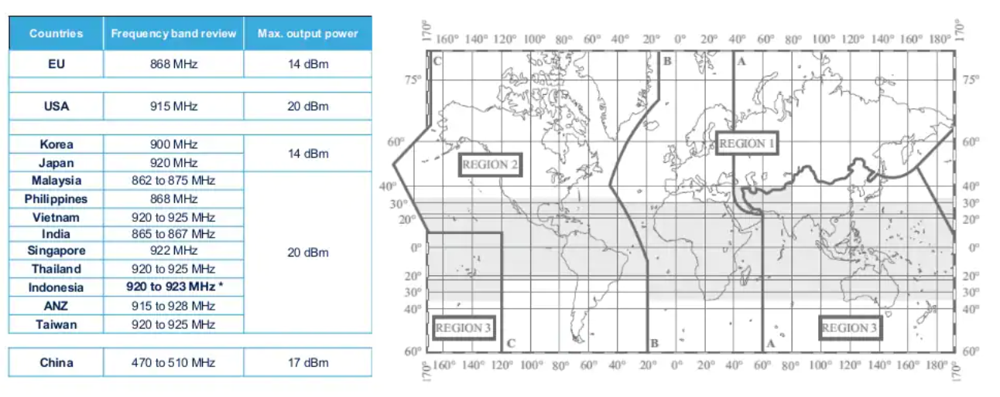 Countries Frequency band review Max. output power
EU 868 MHz 14 dBm
USA 915 MHz 20 dBm
Korea 900 MHz 14 dBm
Japan 920 MHz
Malaysia 862 to 875 MHz 20 dBm
Philippines 868 MHz
Vietnam 920 to 925 MHz
India 865 to 867 MHz
Singapore 922 MHz
Thailand 920 to 925 MHz
Indonesia 920 to 923 MHz *
ANZ 915 to 928 MHz
Taiwan 920 to 925 MHz
China 470 to 510 MHz 17 dBm
170° 160° 140° 120° 100° 80° 60° 40° 20° 0° 20° 40° 60° 80° 100° 120° 140° 160° 180° 170°
C B A
75° 75°
60° REGION 1 60°
REGION 2
40° 40°
30° 30°
20° 20°
0° 0°
20° 20°
30° 30°
40° 40°
REGION 3 REGION 3
C B A
60° 60°
170° 160° 140° 120° 100° 80° 60° 40° 20° 0° 20° 40° 60° 80° 100° 120° 140° 160° 180° 170°